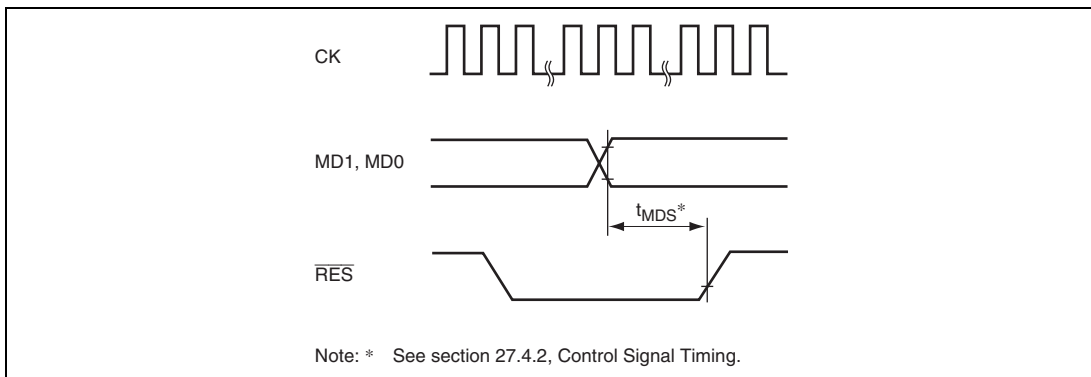 CK
MD1, MD0
tMDS*
RES
Note: * See section 27.4.2, Control Signal Timing.